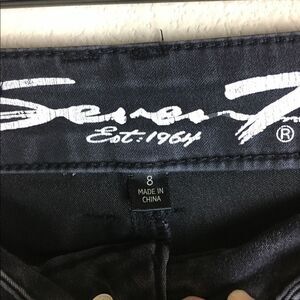 Seven7®
Est: 1964
8
MADE IN
CHINA